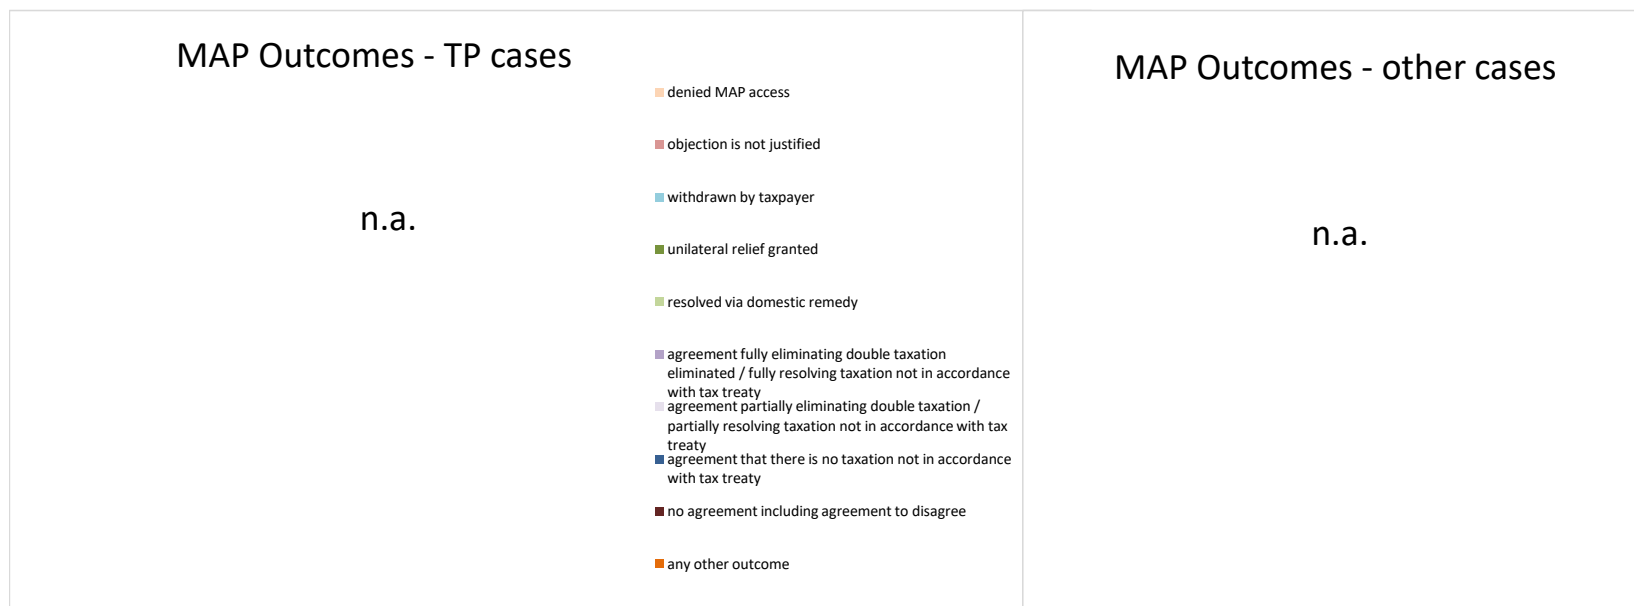 MAP Outcomes - TP cases
n.a.
denied MAP access
objection is not justified
withdrawn by taxpayer
unilateral relief granted
resolved via domestic remedy
agreement fully eliminating double taxation
eliminated / fully resolving taxation not in accordance
with tax treaty
agreement partially eliminating double taxation /
partially resolving taxation not in accordance with tax
treaty
agreement that there is no taxation not in accordance
with tax treaty
no agreement including agreement to disagree
any other outcome
MAP Outcomes - other cases
n.a.